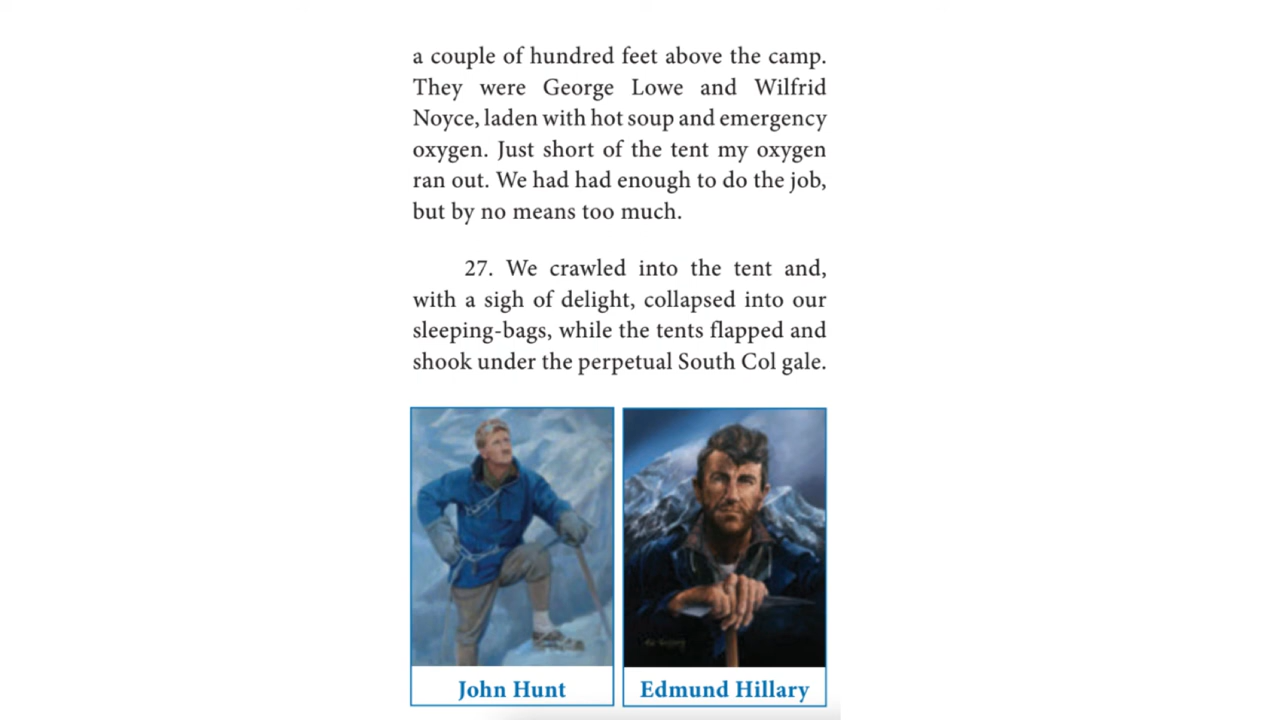 a couple of hundred feet above the camp.
They were George Lowe and Wilfrid
Noyce, laden with hot soup and emergency
oxygen. Just short of the tent my oxygen
ran out. We had had enough to do the job,
but by no means too much.
27. We crawled into the tent and,
with a sigh of delight, collapsed into our
sleeping-bags, while the tents flapped and
shook under the perpetual South Col gale.
John Hunt
Edmund Hillary